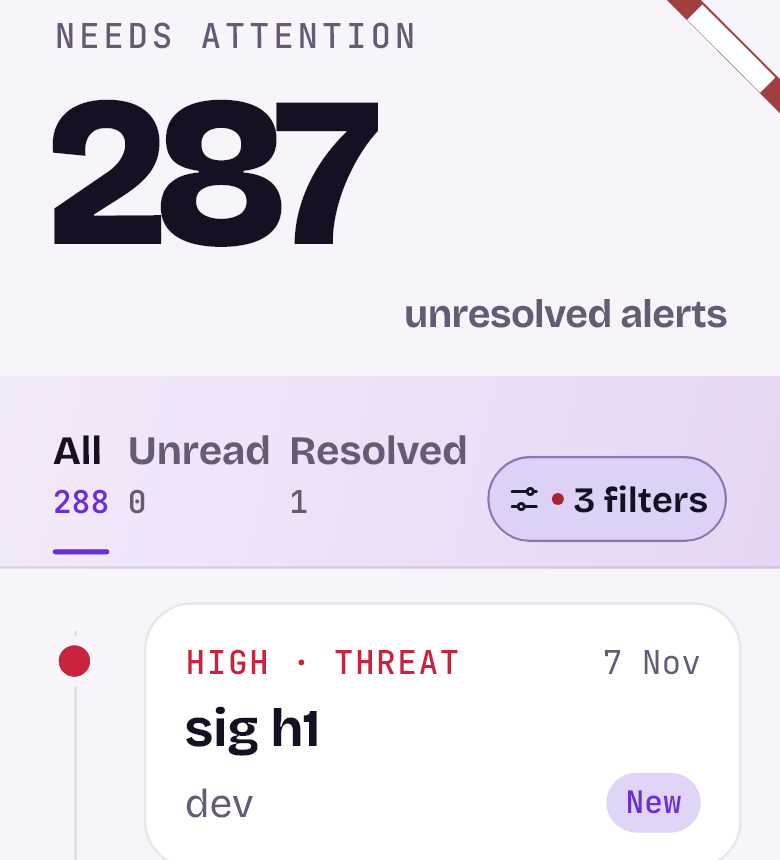 NEEDS ATTENTION
287
unresolved alerts
All Unread Resolved
288 0 1
3 filters
HIGH · THREAT 7 Nov
sig h1
dev
New